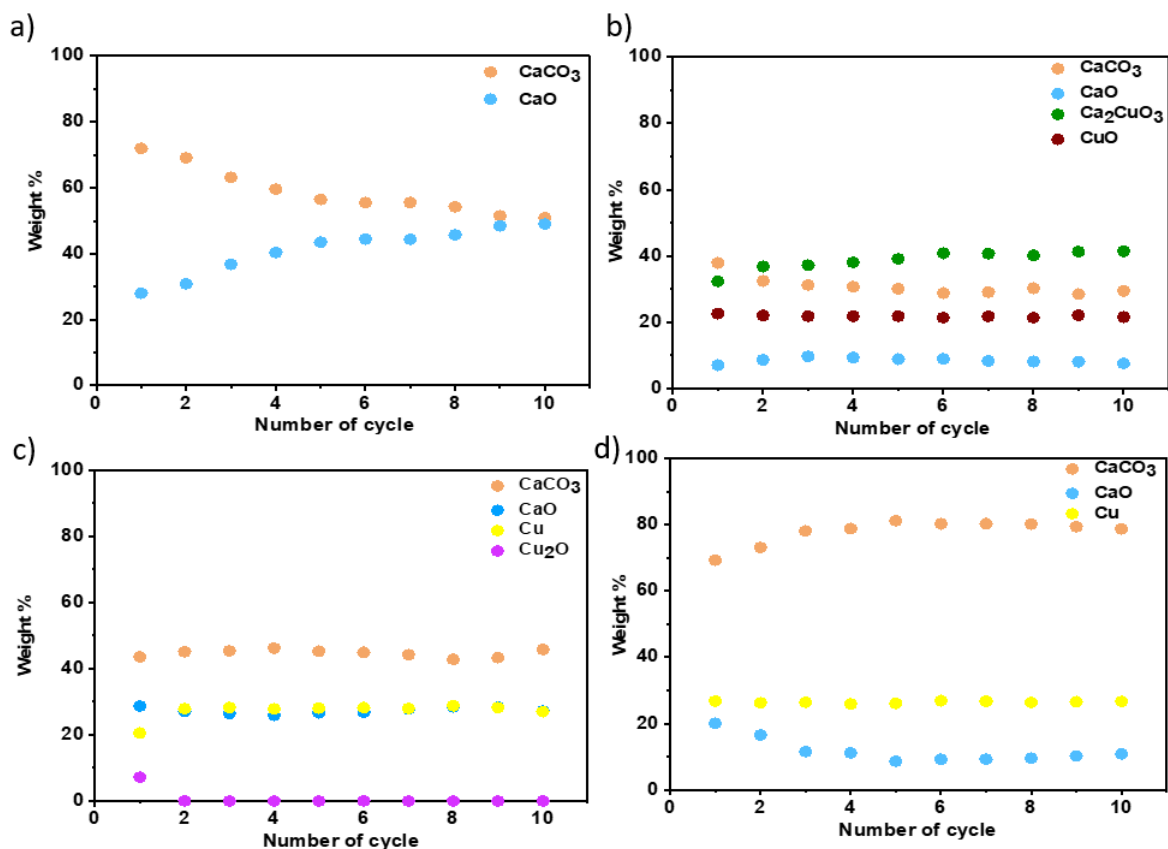 a)
100
80
60
40
20
0
Weight %
CaCO3
CaO
0 2 4 6 8 10
Number of cycle
b)
100
80
60
40
20
0
Weight %
CaCO3
CaO
Ca2CuO3
CuO
0 2 4 6 8 10
Number of cycle
c)
100
80
60
40
20
0
Weight %
CaCO3
CaO
Cu
Cu2O
0 2 4 6 8 10
Number of cycle
d)
100
80
60
40
20
0
Weight %
CaCO3
CaO
Cu
0 2 4 6 8 10
Number of cycle